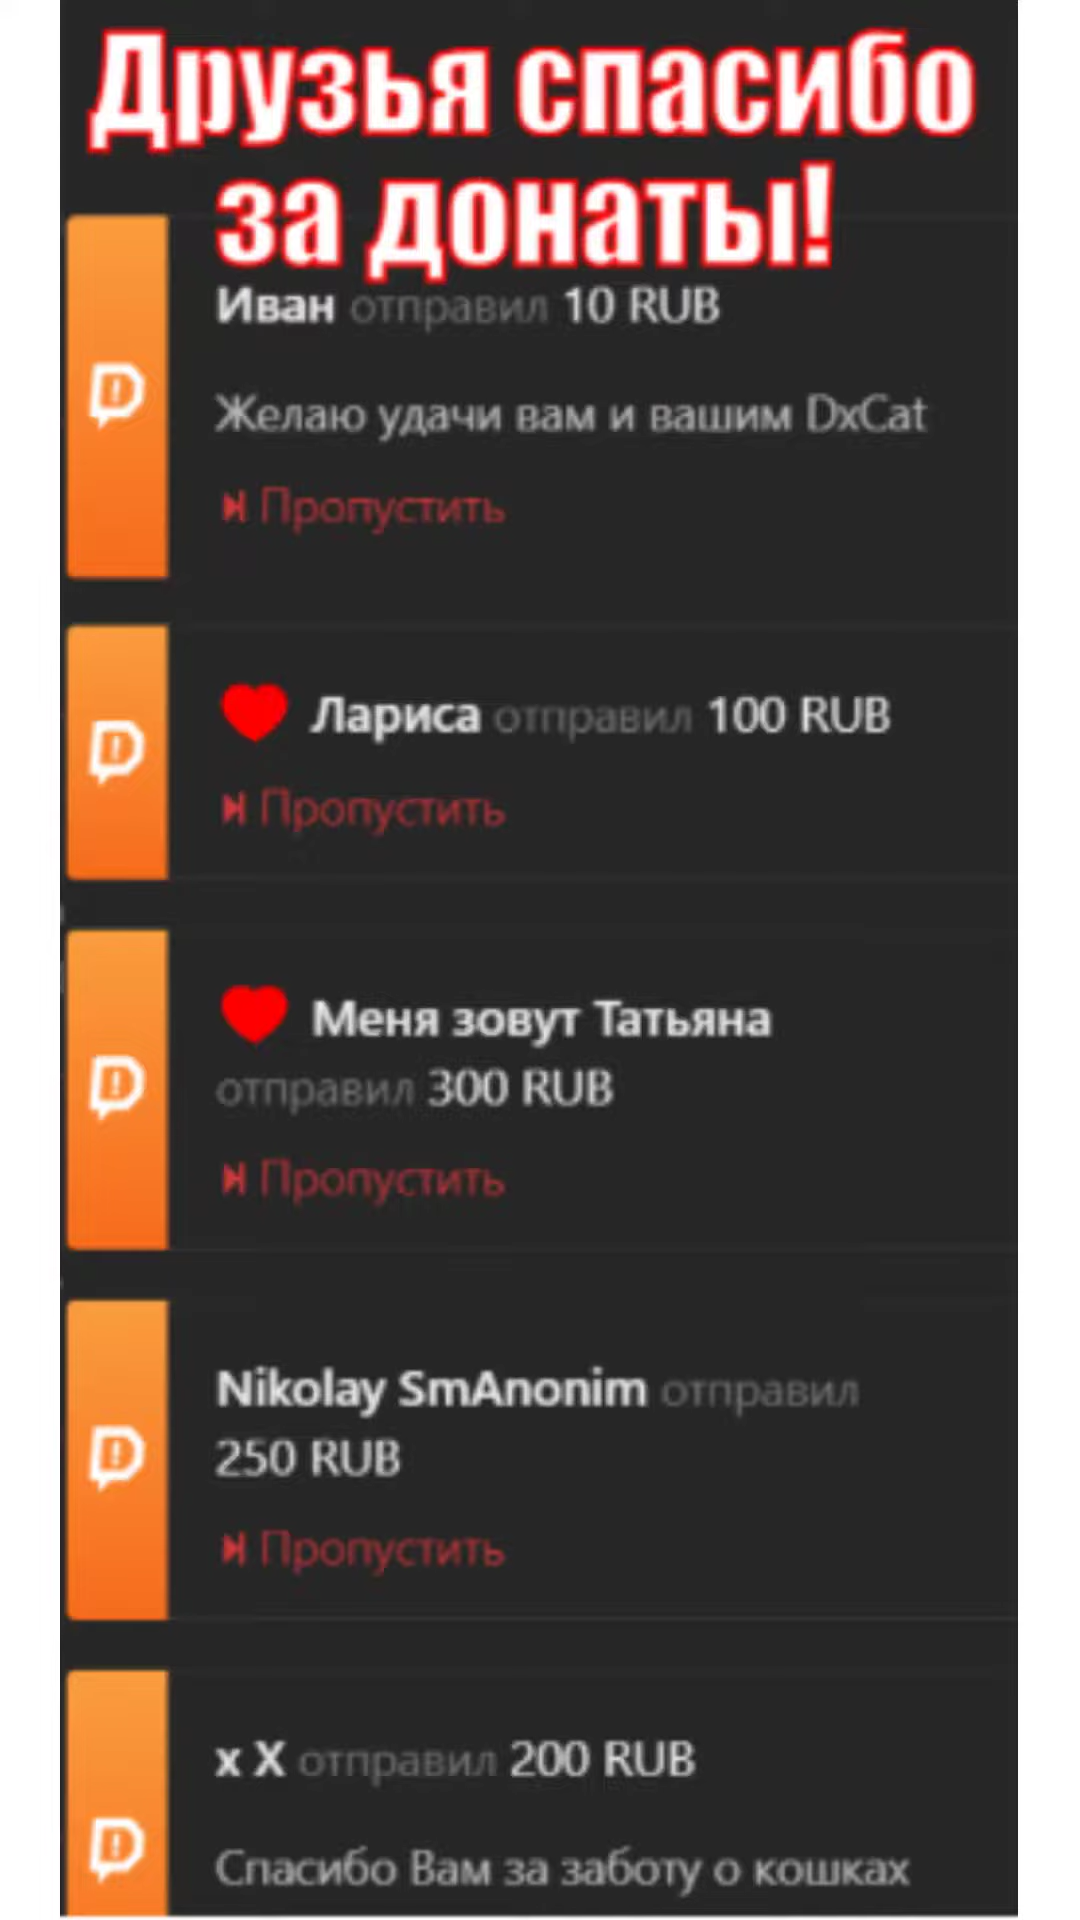 Друзья спасибо
за донаты!
Иван отправил 10 RUB
Желаю удачи вам и вашим DxCat
Пропустить
Лариса отправил 100 RUB
Пропустить
Меня зовут Татьяна
отправил 300 RUB
Пропустить
Nikolay SmAnonim отправил
250 RUB
Пропустить
x X отправил 200 RUB
Спасибо Вам за заботу о кошках